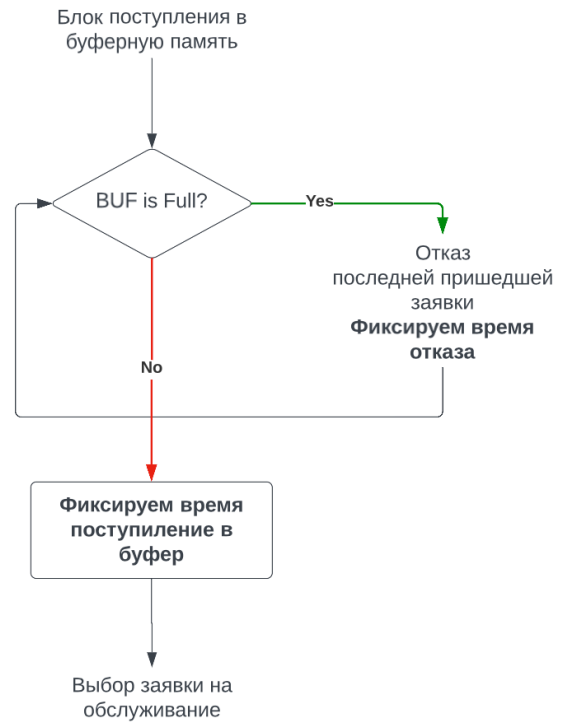 Блок поступления в
буферную память
BUF is Full?
Yes
Отказ
последней пришедшей
заявки
Фиксируем время
отказа
No
Фиксируем время
поступиление в
буфер
Выбор заявки на
обслуживание